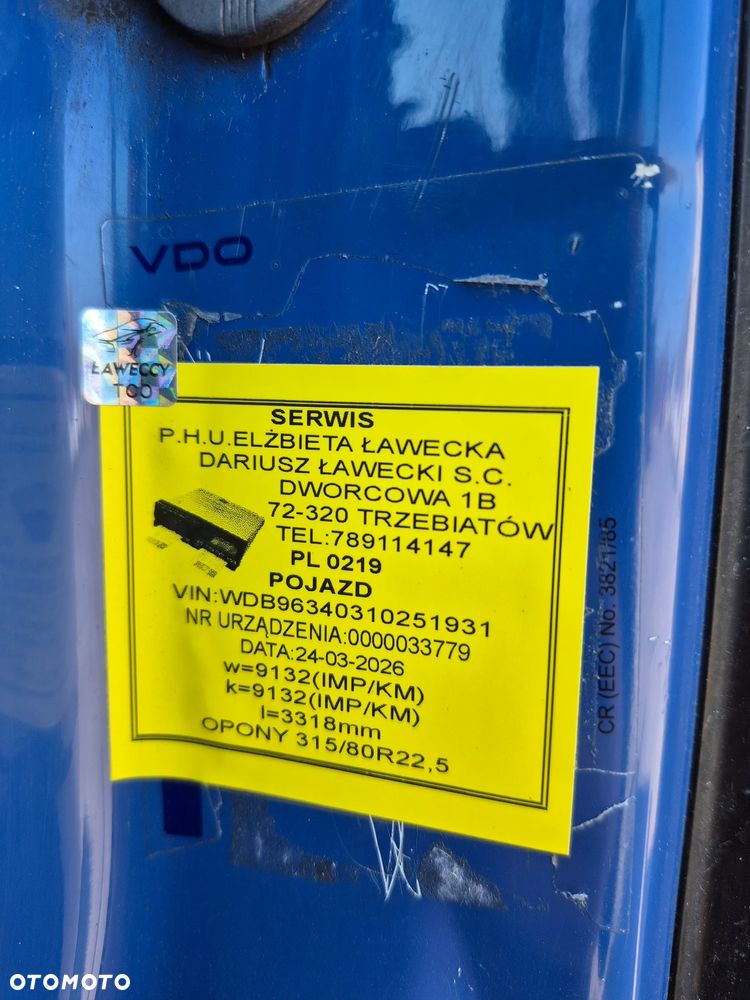 VDO
ŁAWECCY
TCO
SERWIS
P.H.U.ELŻBIETA ŁAWECKA
DARIUSZ ŁAWECKI S.C.
DWORCOWA 1B
72-320 TRZEBIATÓW
TEL:789114147
PL 0219
POJAZD
VIN:WDB96340310251931
NR URZĄDZENIA:0000033779
DATA:24-03-2026
w=9132(IMP/KM)
k=9132(IMP/KM)
l=3318mm
OPONY 315/80R22,5
CR (EEC) No. 3821/85
OTOMOTO